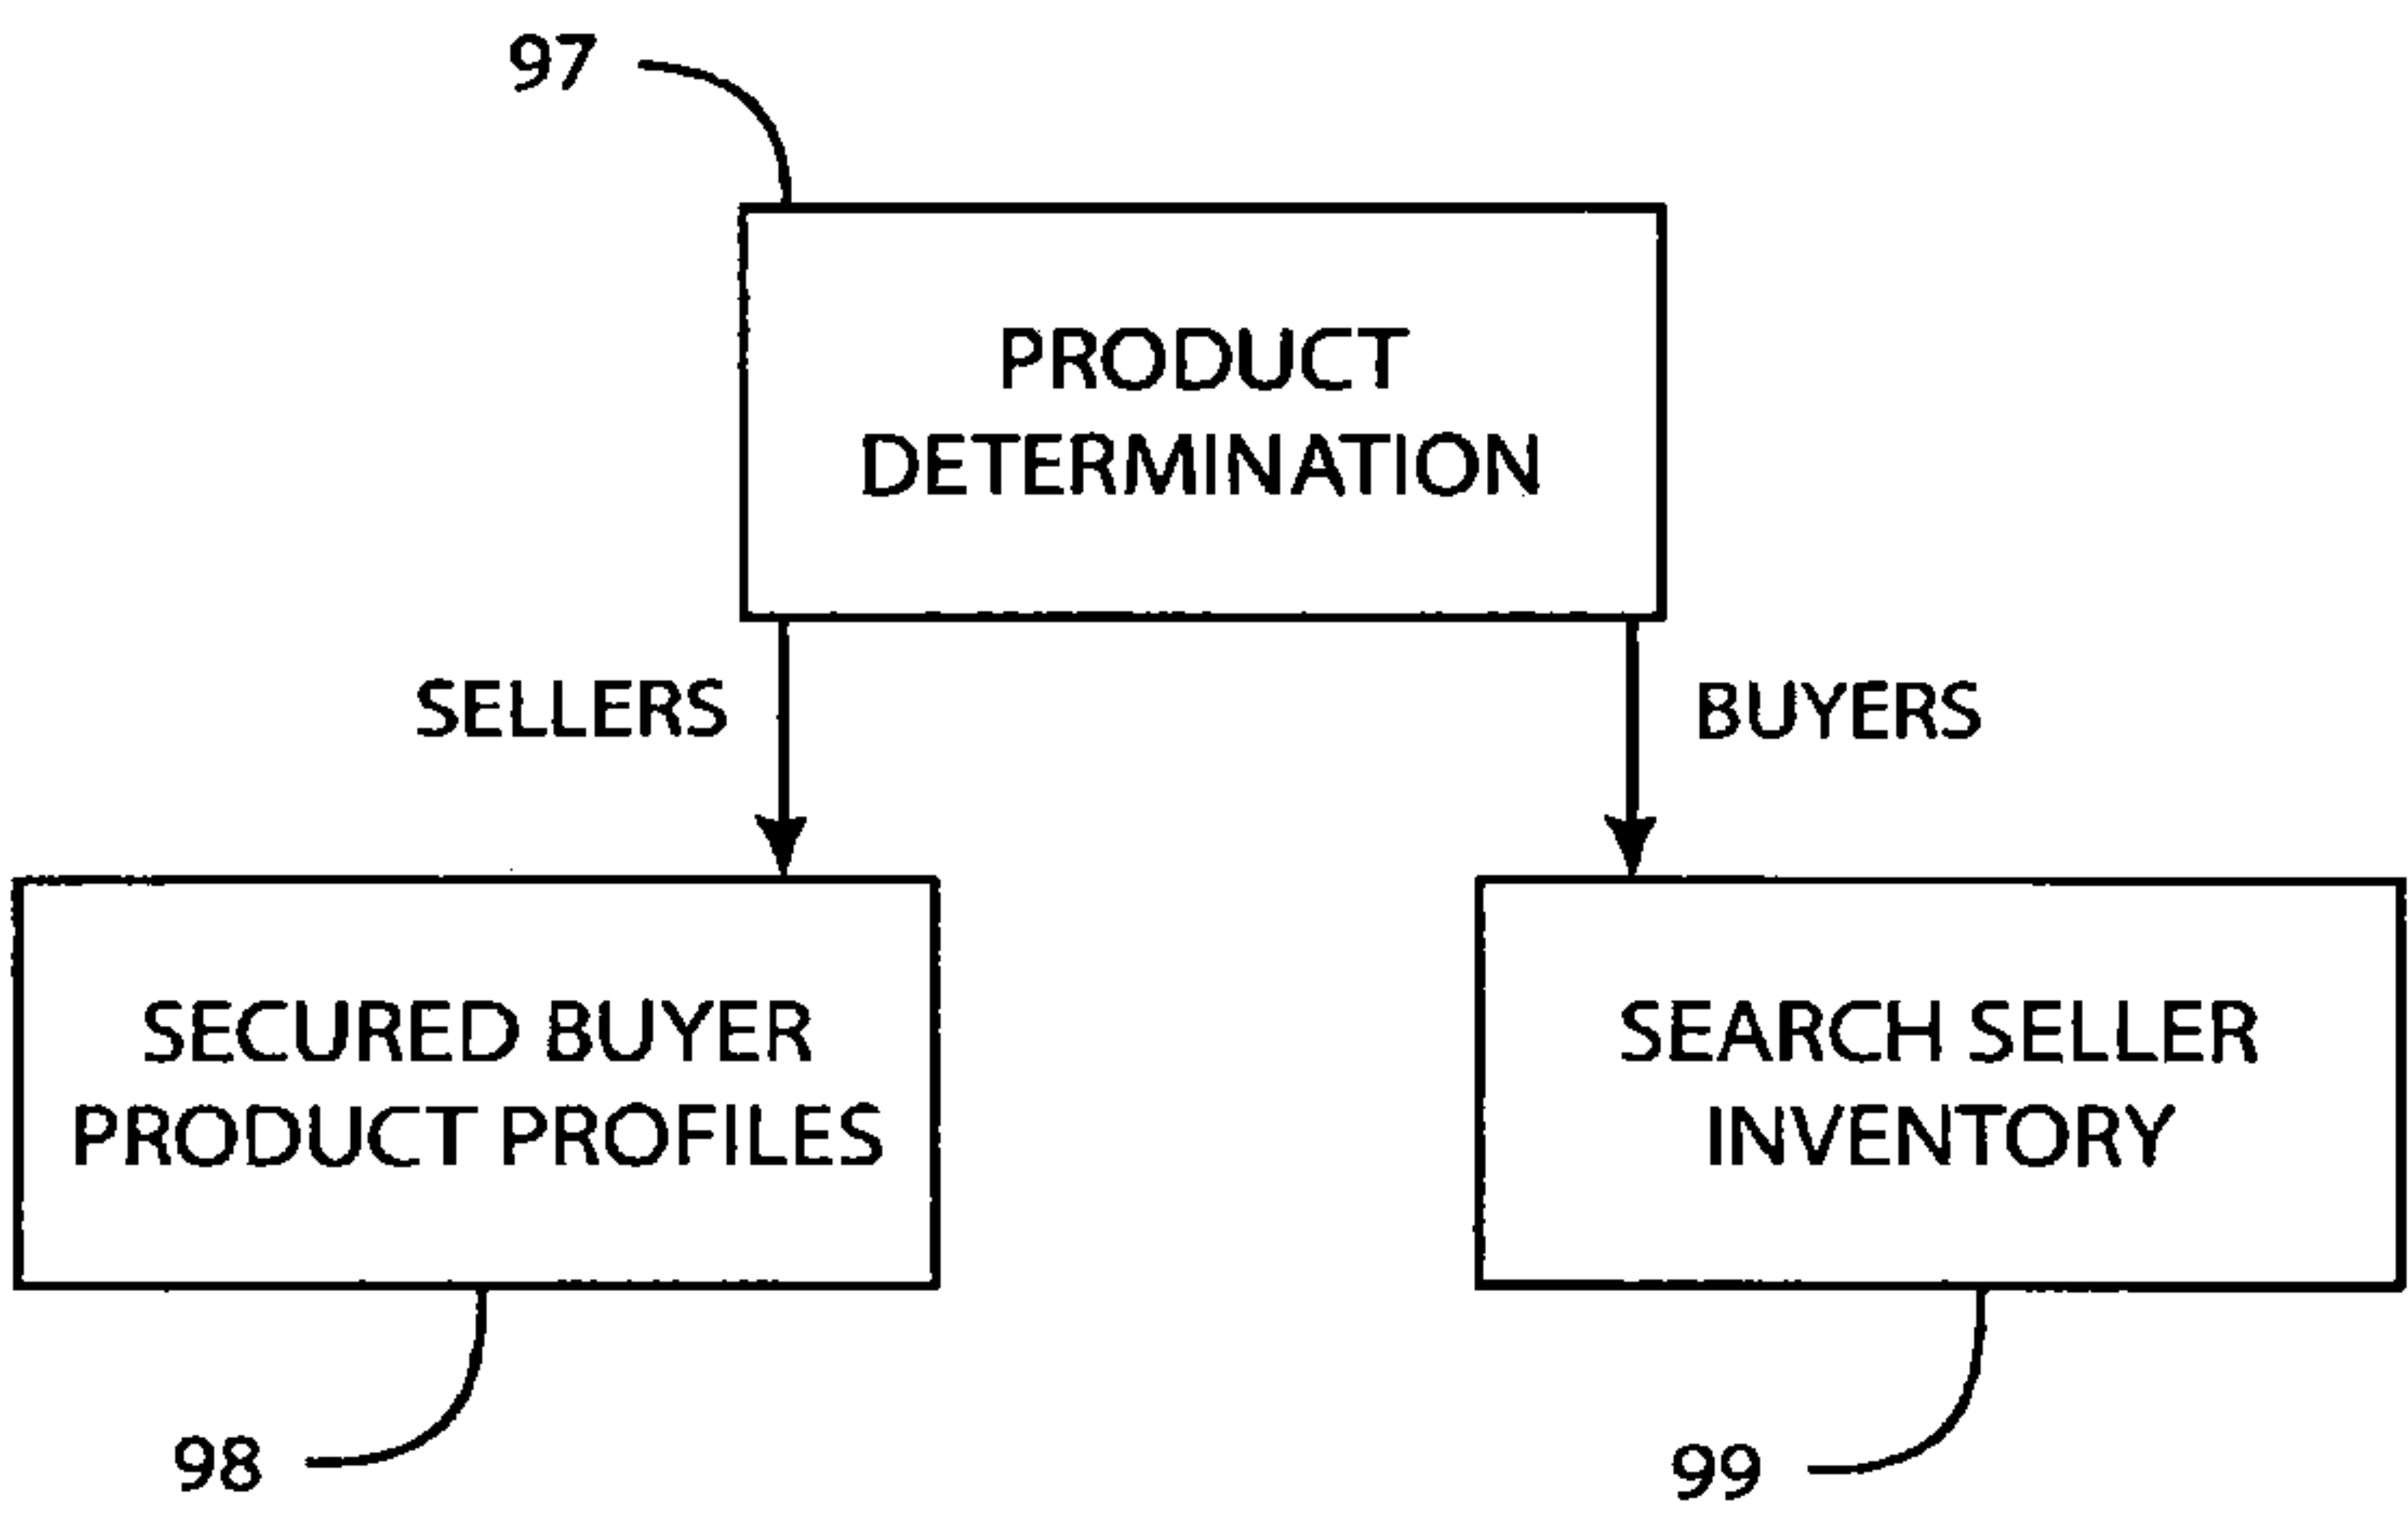 97
PRODUCT
DETERMINATION
SELLERS
BUYERS
SECURED BUYER
PRODUCT PROFILES
SEARCH SELLER
INVENTORY
98
99